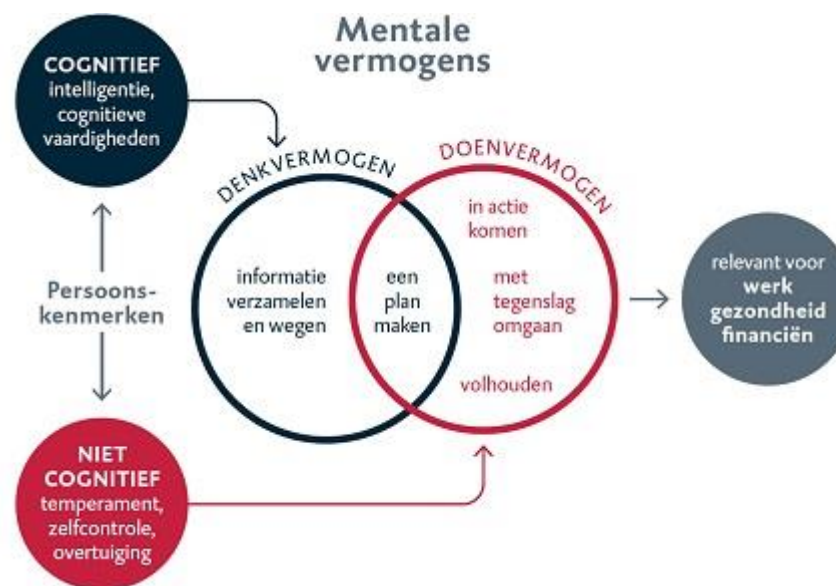 Mentale
vermogens
COGNITIEF
intelligentie,
cognitieve
vaardigheden
Persoons-
kenmerken
NIET
COGNITIEF
temperament,
zelfcontrole,
overtuiging
DENKVERMOGEN
informatie
verzamelen
en wegen
een
plan
maken
DOENVERMOGEN
in actie
komen
met
tegenslag
omgaan
volhouden
relevant voor
werk
gezondheid
financiën